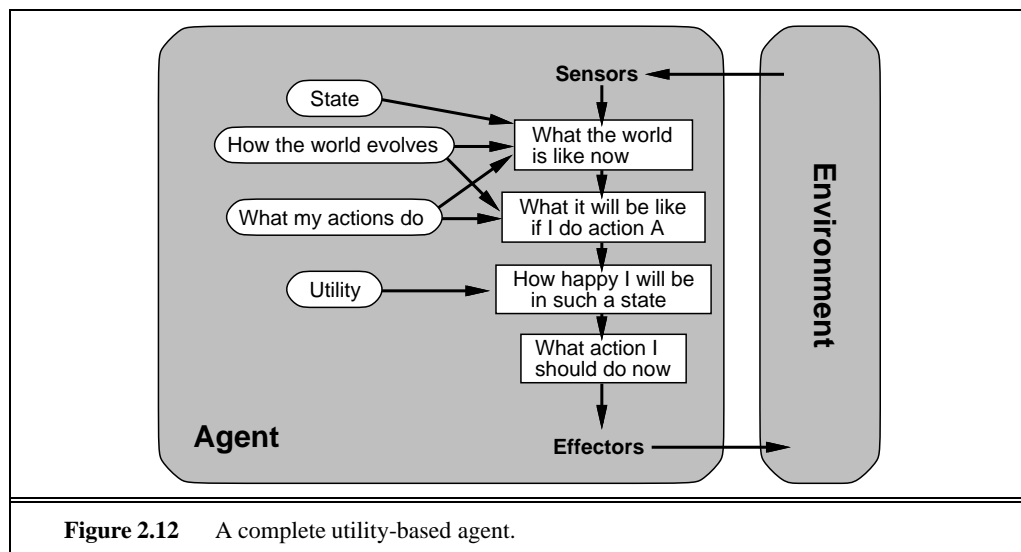 Sensors
State
What the world
is like now
How the world evolves
What my actions do
What it will be like
if I do action A
Utility
How happy I will be
in such a state
What action I
should do now
Agent
Effectors
Environment
Figure 2.12 A complete utility-based agent.